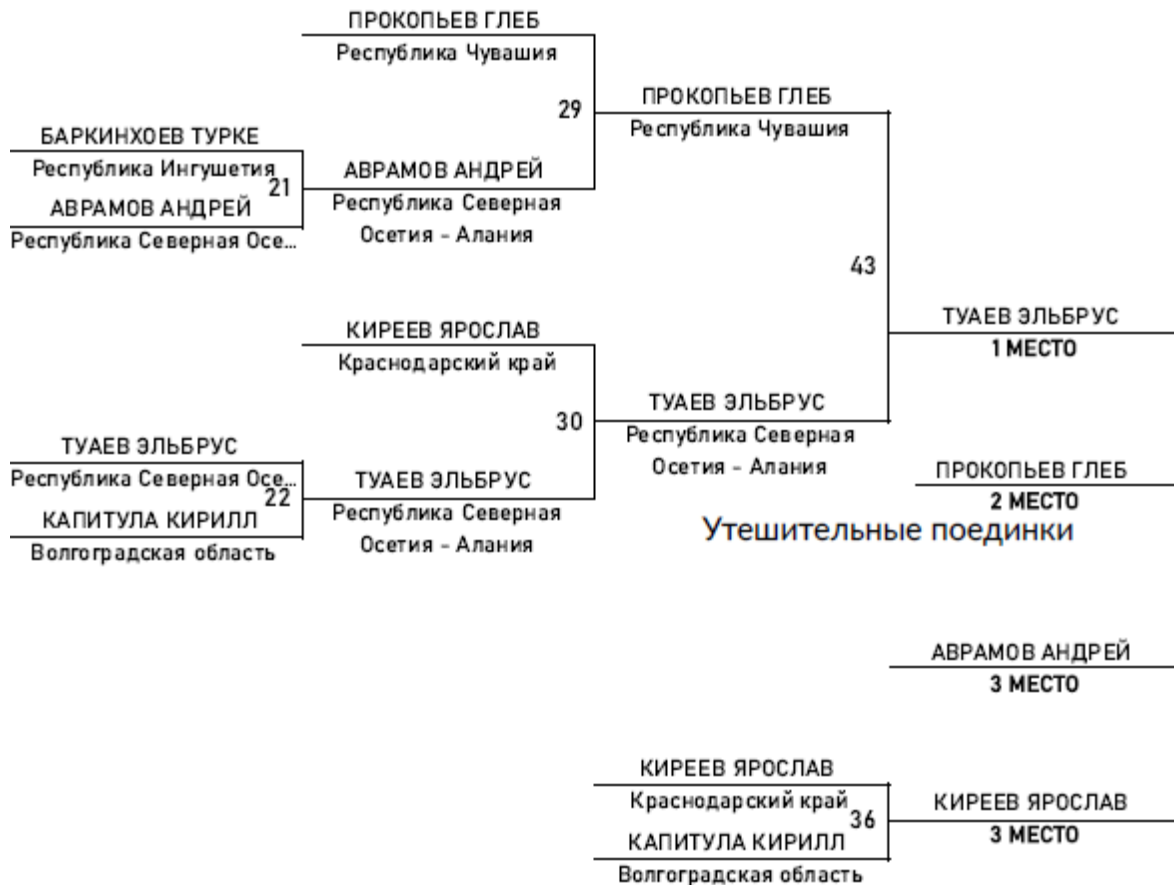 ПРОКОПЬЕВ ГЛЕБ
Республика Чувашия
29
ПРОКОПЬЕВ ГЛЕБ
Республика Чувашия
БАРКИНХОЕВ ТУРКЕ
Республика Ингушетия
21
АВРАМОВ АНДРЕЙ
Республика Северная Осе...
АВРАМОВ АНДРЕЙ
Республика Северная
Осетия - Алания
43
КИРЕЕВ ЯРОСЛАВ
Краснодарский край
ТУАЕВ ЭЛЬБРУС
1 МЕСТО
30
ТУАЕВ ЭЛЬБРУС
Республика Северная
Осетия - Алания
ТУАЕВ ЭЛЬБРУС
Республика Северная Осе...
22
КАПИТУЛА КИРИЛЛ
Волгоградская область
ТУАЕВ ЭЛЬБРУС
Республика Северная
Осетия - Алания
ПРОКОПЬЕВ ГЛЕБ
2 МЕСТО
Утешительные поединки
АВРАМОВ АНДРЕЙ
3 МЕСТО
КИРЕЕВ ЯРОСЛАВ
Краснодарский край
36
КАПИТУЛА КИРИЛЛ
Волгоградская область
КИРЕЕВ ЯРОСЛАВ
3 МЕСТО